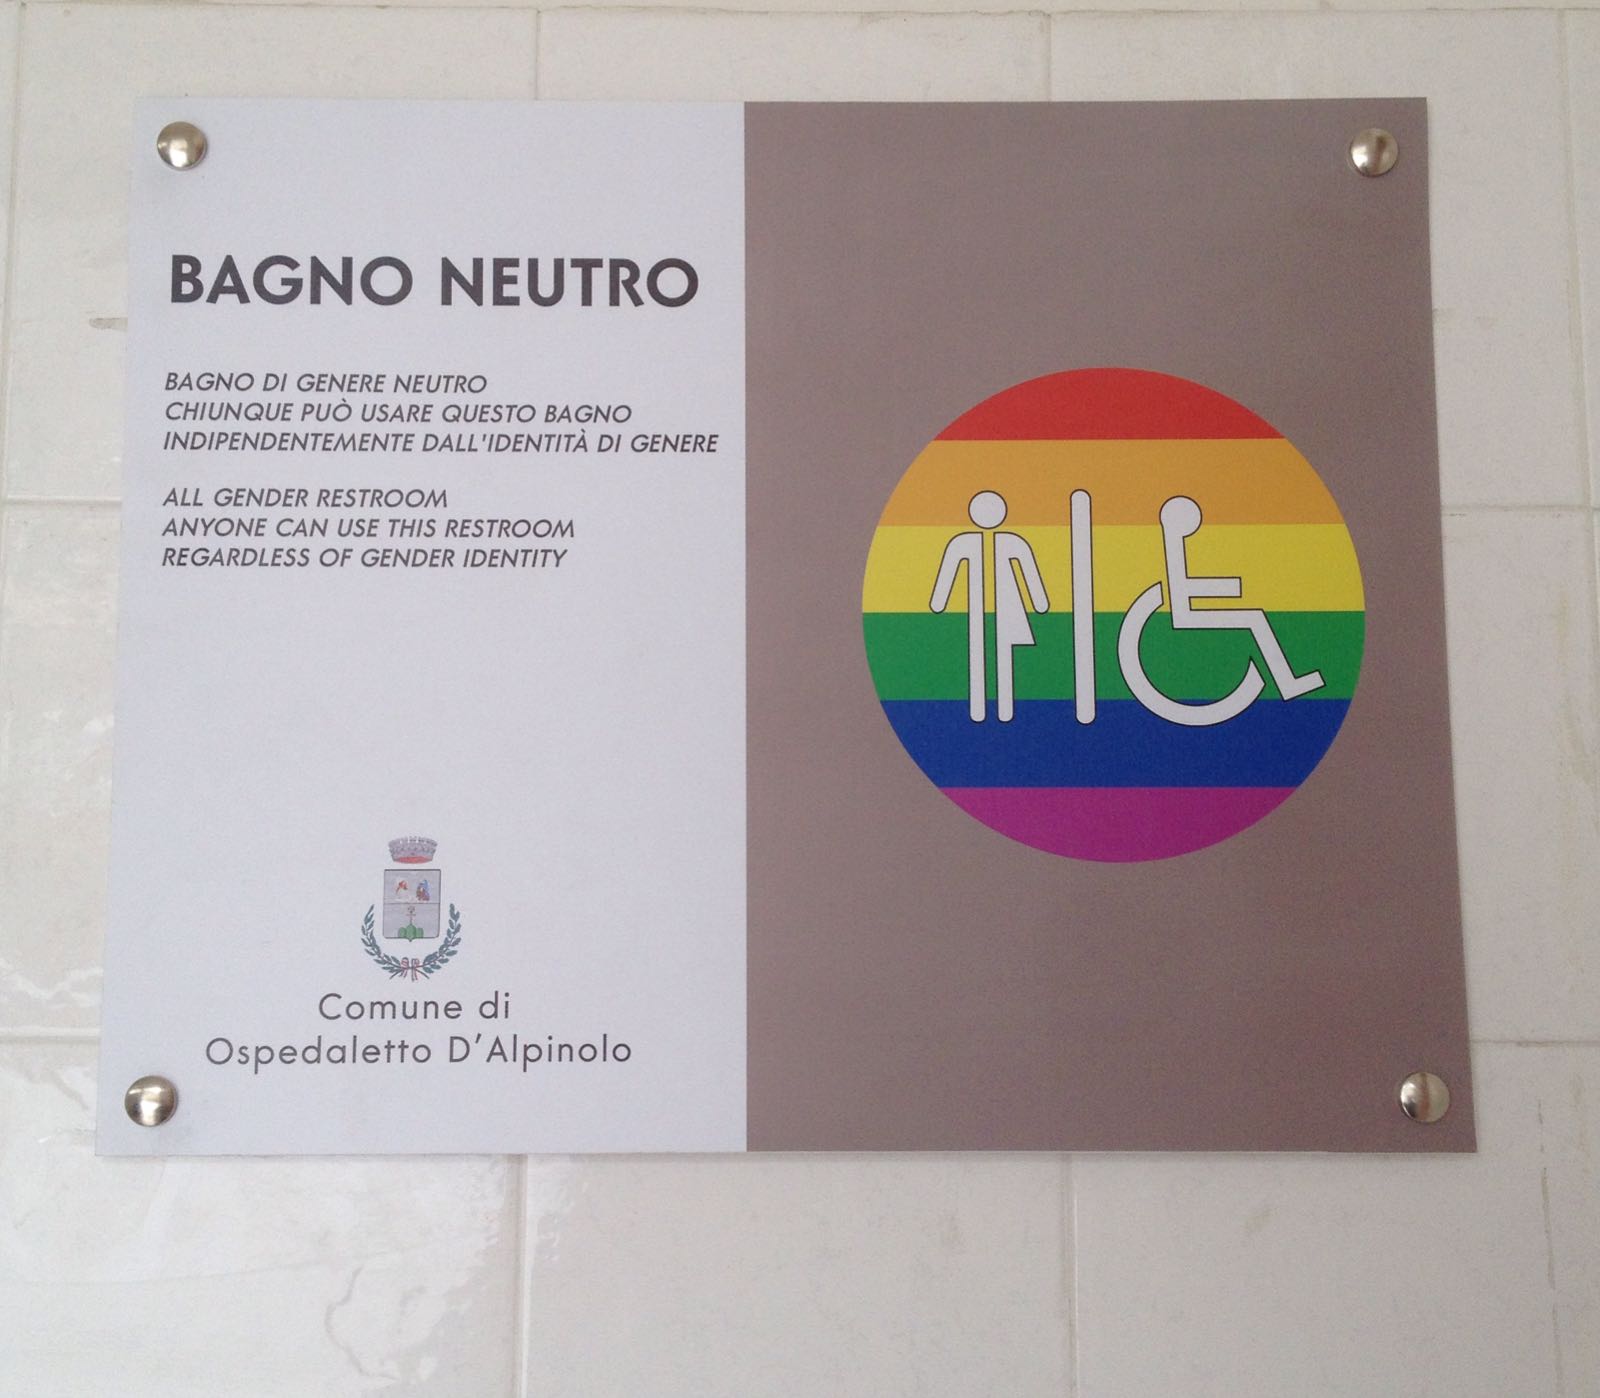 BAGNO NEUTRO
BAGNO DI GENERE NEUTRO
CHIUNQUE PUÒ USARE QUESTO BAGNO
INDIPENDENTEMENTE DALL'IDENTITÀ DI GENERE
ALL GENDER RESTROOM
ANYONE CAN USE THIS RESTROOM
REGARDLESS OF GENDER IDENTITY
Comune di
Ospedaletto D'Alpinolo